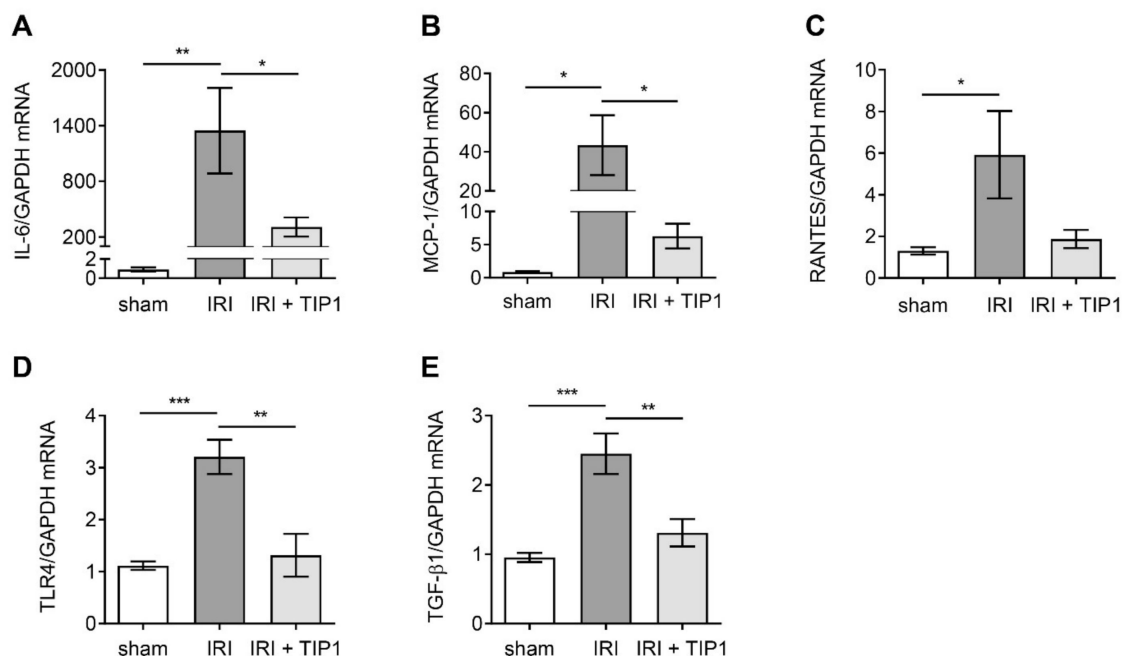 A
IL-6/GAPDH mRNA
2000
1400
800
200
2
0
**
*
sham
IRI
IRI + TIP1
B
MCP-1/GAPDH mRNA
80
60
40
20
10
5
0
*
*
sham
IRI
IRI + TIP1
C
RANTES/GAPDH mRNA
10
8
6
4
2
0
*
sham
IRI
IRI + TIP1
D
TLR4/GAPDH mRNA
4
3
2
1
0
***
**
sham
IRI
IRI + TIP1
E
TGF-β1/GAPDH mRNA
3
2
1
0
***
**
sham
IRI
IRI + TIP1